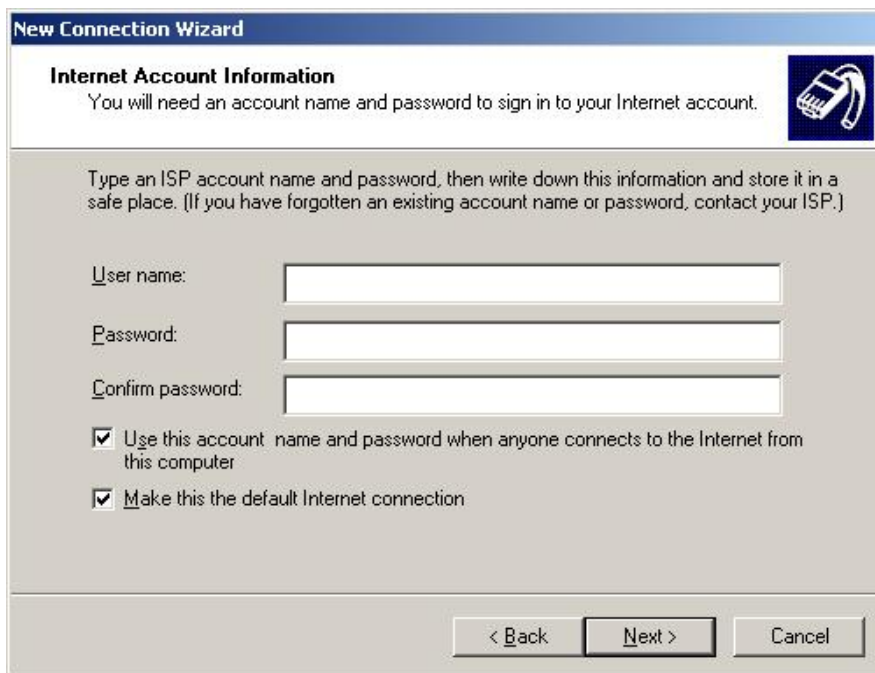 New Connection Wizard
Internet Account Information
You will need an account name and password to sign in to your Internet account.
Type an ISP account name and password, then write down this information and store it in a
safe place. (If you have forgotten an existing account name or password, contact your ISP.)
User name:
Password:
Confirm password:
Use this account name and password when anyone connects to the Internet from
this computer
Make this the default Internet connection
< Back Next > Cancel